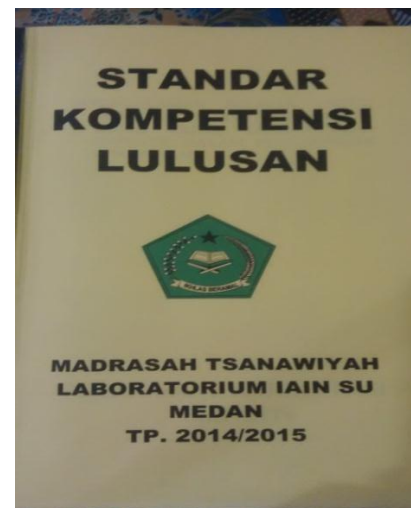 STANDAR
KOMPETENSI
LULUSAN
IKHLAS BERAMAL
MADRASAH TSANAWIYAH
LABORATORIUM IAIN SU
MEDAN
TP. 2014/2015